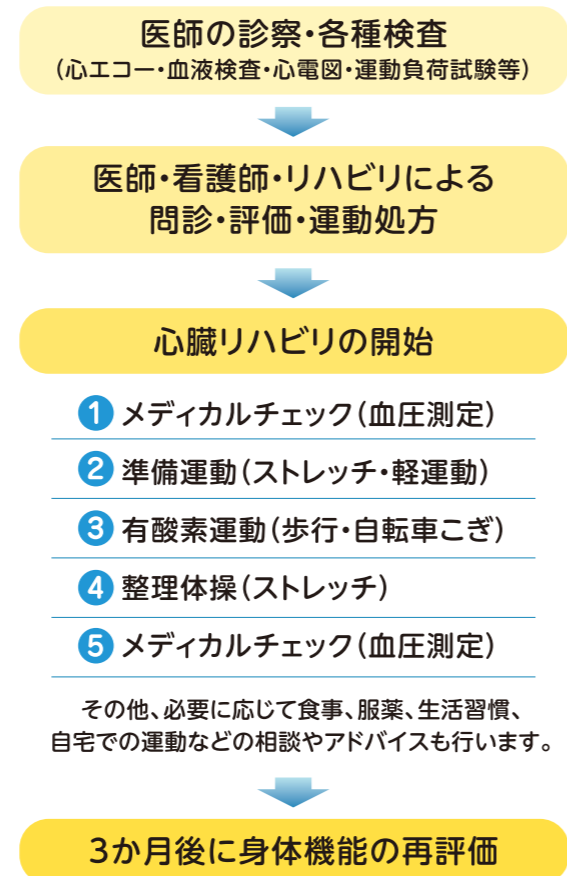 医師の診察・各種検査
（心エコー・血液検査・心電図・運動負荷試験等）
医師・看護師・リハビリによる
問診・評価・運動処方
心臓リハビリの開始
❶ メディカルチェック（血圧測定）
❷ 準備運動（ストレッチ・軽運動）
❸ 有酸素運動（歩行・自転車こぎ）
❹ 整理体操（ストレッチ）
❺ メディカルチェック（血圧測定）
その他、必要に応じて食事、服薬、生活習慣、
自宅での運動などの相談やアドバイスも行います。
3か月後に身体機能の再評価